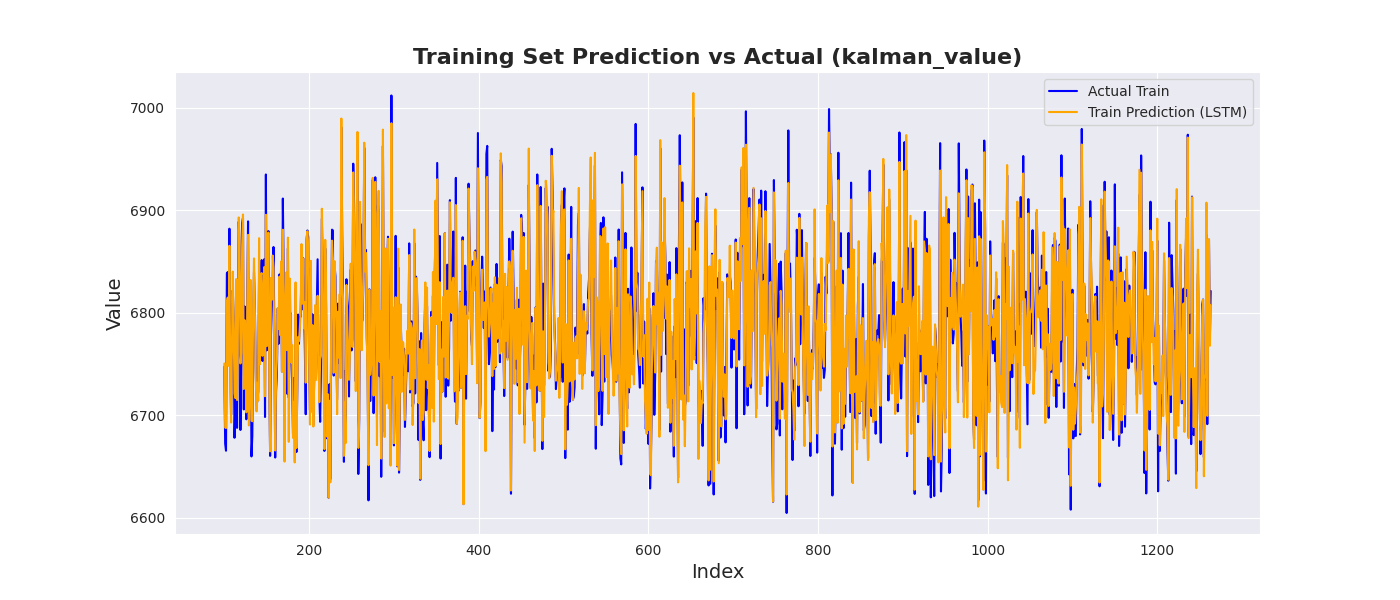 Training Set Prediction vs Actual (kalman_value)
Actual Train
Train Prediction (LSTM)
Value
7000
6900
6800
6700
6600
200
400
600
800
1000
1200
Index